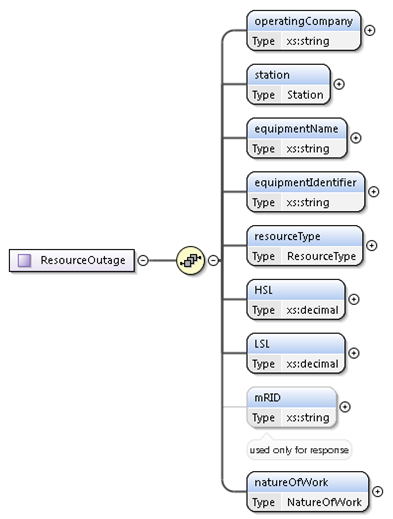 operatingCompany
Type xs:string
station
Type Station
equipmentName
Type xs:string
equipmentIdentifier
Type xs:string
resourceType
Type ResourceType
ResourceOutage
HSL
Type xs:decimal
LSL
Type xs:decimal
mRID
Type xs:string
used only for response
natureOfWork
Type NatureOfWork